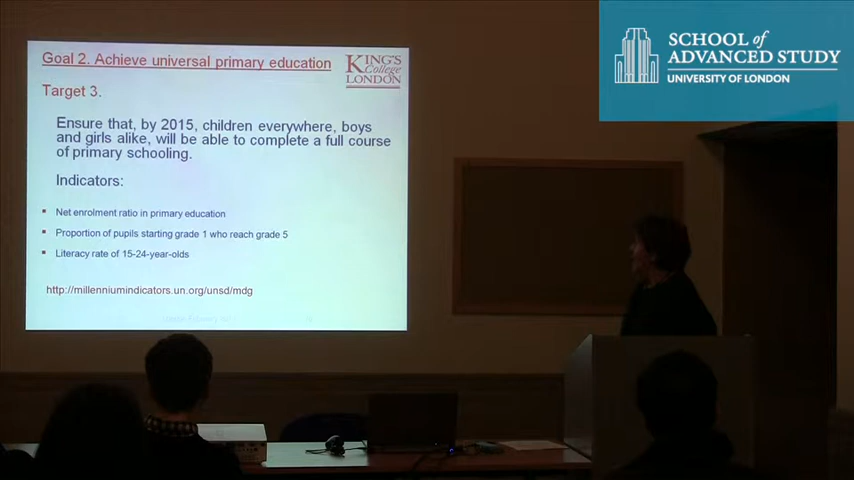 Goal 2. Achieve universal primary education
KING'S
College
LONDON
Target 3.
Ensure that, by 2015, children everywhere, boys
and girls alike, will be able to complete a full course
of primary schooling.
Indicators:
Net enrolment ratio in primary education
Proportion of pupils starting grade 1 who reach grade 5
Literacy rate of 15-24-year-olds
http://millenniumindicators.un.org/unsd/mdg
SCHOOL of
ADVANCED STUDY
UNIVERSITY OF LONDON